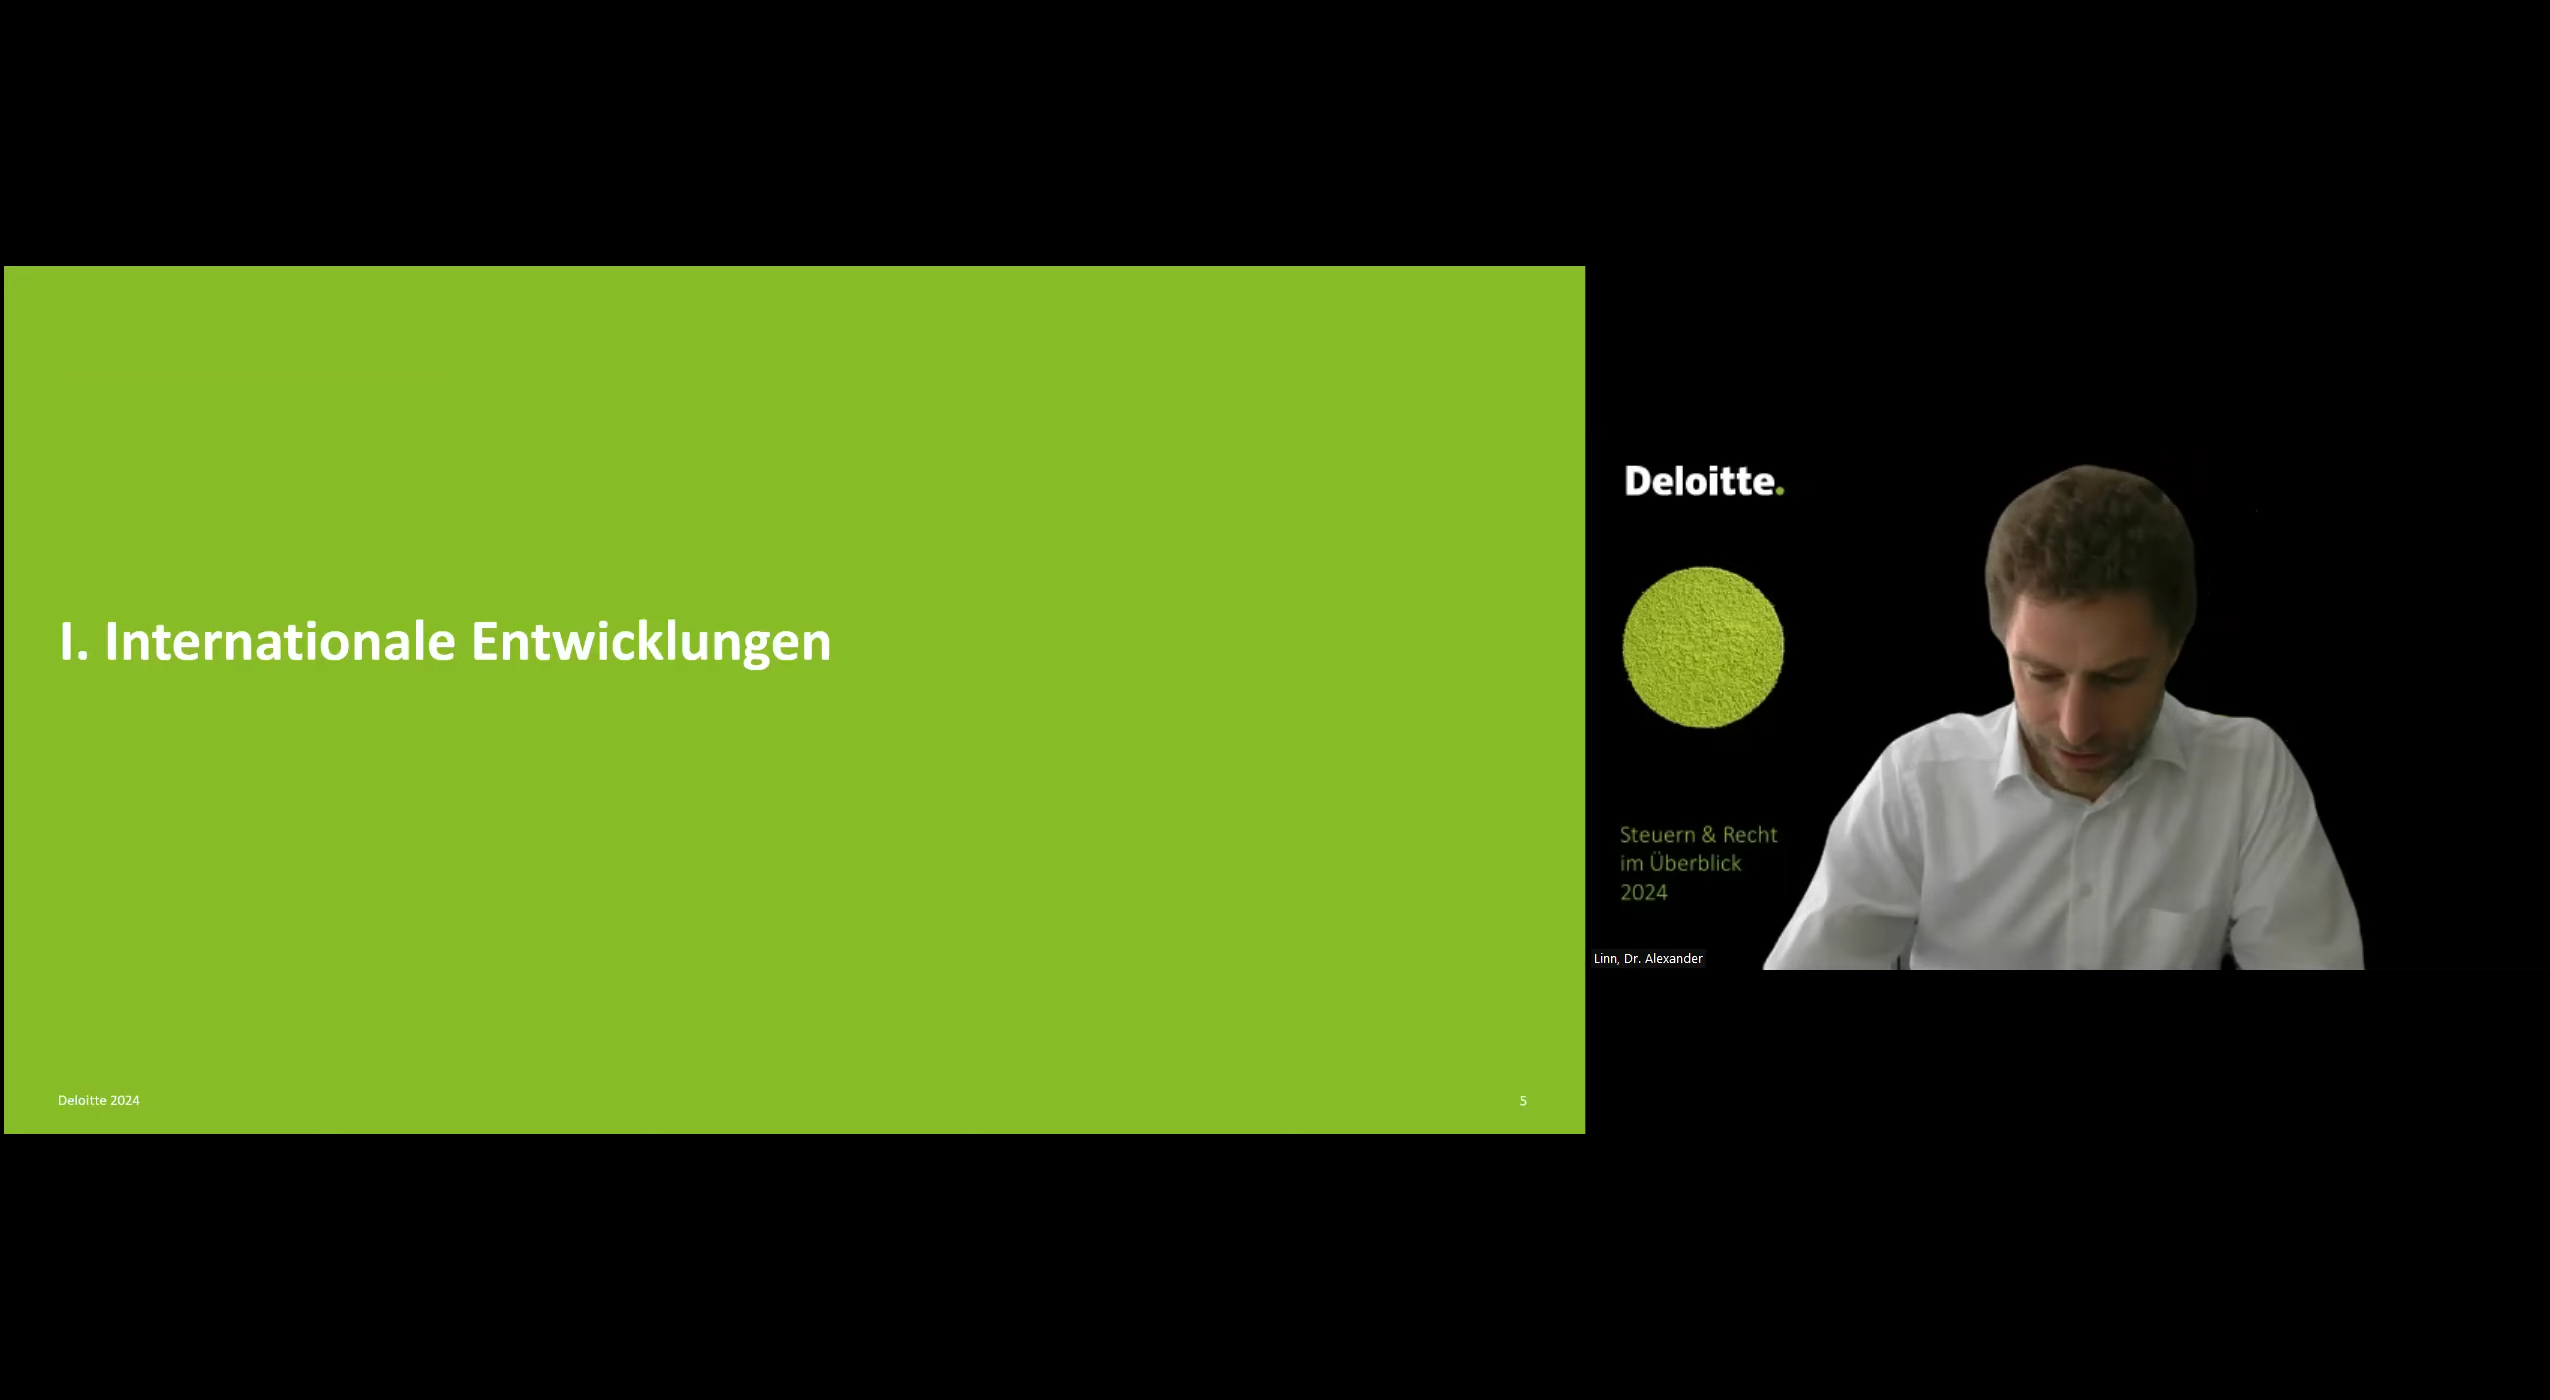 I. Internationale Entwicklungen
Deloitte 2024
5
Deloitte.
Steuern & Recht
im Überblick
2024
Linn, Dr. Alexander